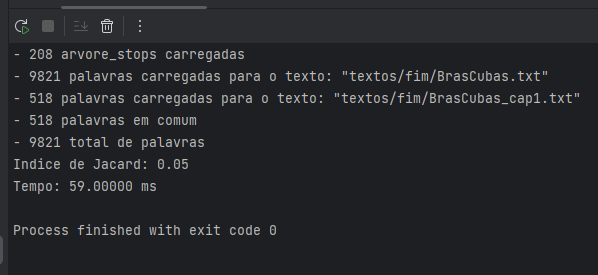 - 208 arvore_stops carregadas
- 9821 palavras carregadas para o texto: "textos/fim/BrasCubas.txt"
- 518 palavras carregadas para o texto: "textos/fim/BrasCubas_cap1.txt"
- 518 palavras em comum
- 9821 total de palavras
Indice de Jacard: 0.05
Tempo: 59.00000 ms
Process finished with exit code 0